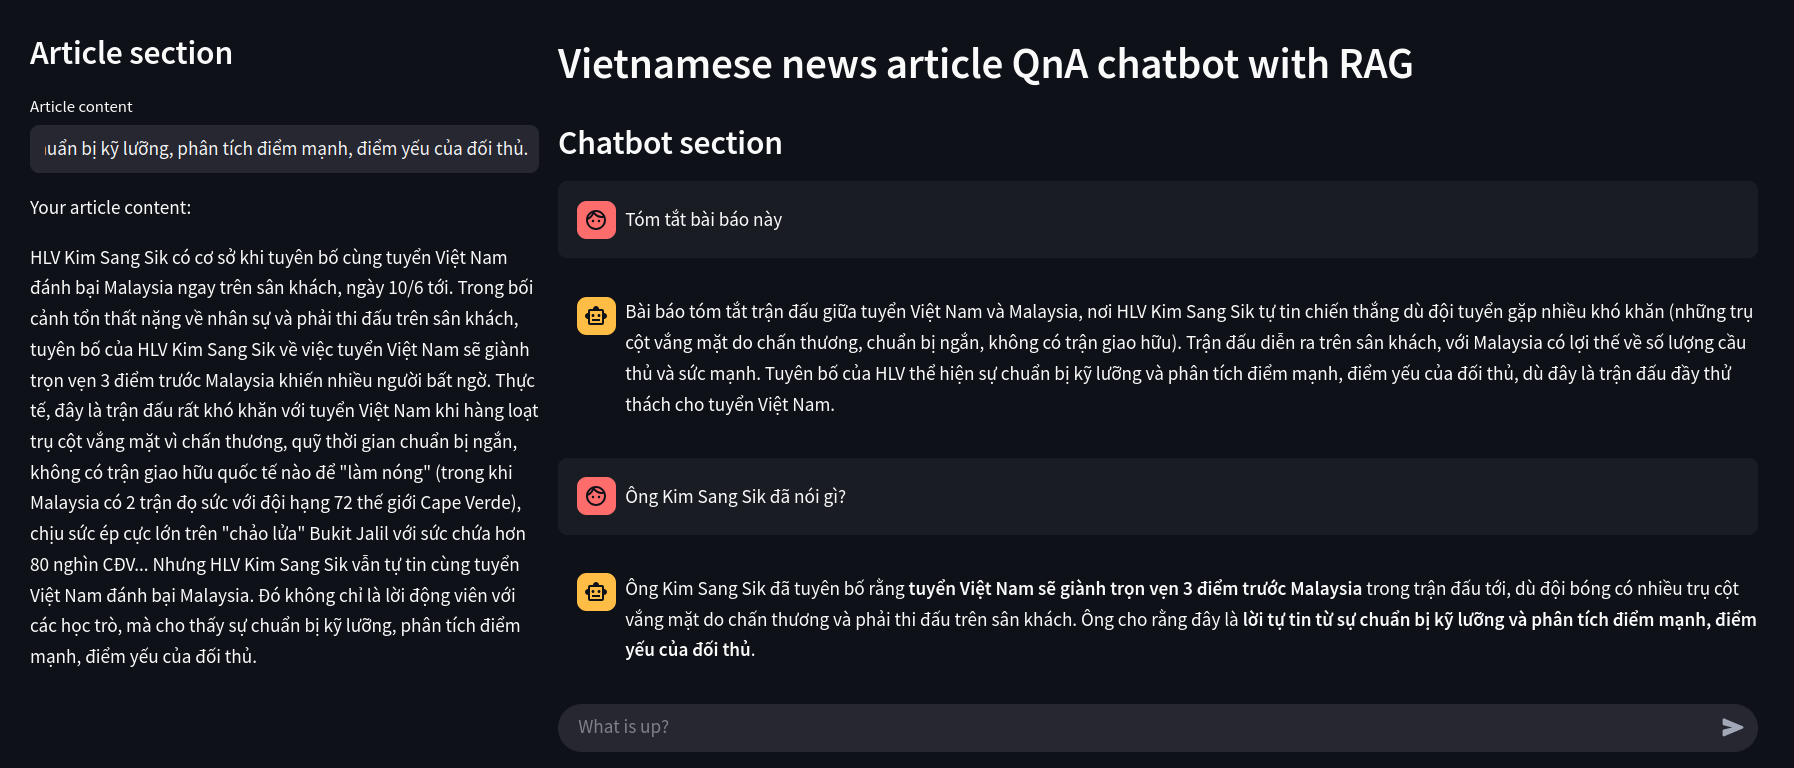 Article section
Article content
uẩn bị kỹ lưỡng, phân tích điểm mạnh, điểm yếu của đối thủ.
Your article content:
HLV Kim Sang Sik có cơ sở khi tuyên bố cùng tuyển Việt Nam
đánh bại Malaysia ngay trên sân khách, ngày 10/6 tới. Trong bối
cảnh tổn thất nặng về nhân sự và phải thi đấu trên sân khách,
tuyên bố của HLV Kim Sang Sik về việc tuyển Việt Nam sẽ giành
trọn vẹn 3 điểm trước Malaysia khiến nhiều người bất ngờ. Thực
tế, đây là trận đấu rất khó khăn với tuyển Việt Nam khi hàng loạt
trụ cột vắng mặt vì chấn thương, quỹ thời gian chuẩn bị ngắn,
không có trận giao hữu quốc tế nào để "làm nóng" (trong khi
Malaysia có 2 trận đọ sức với đội hạng 72 thế giới Cape Verde),
chịu sức ép cực lớn trên "chảo lửa" Bukit Jalil với sức chứa hơn
80 nghìn CĐV... Nhưng HLV Kim Sang Sik vẫn tự tin cùng tuyển
Việt Nam đánh bại Malaysia. Đó không chỉ là lời động viên với
các học trò, mà cho thấy sự chuẩn bị kỹ lưỡng, phân tích điểm
mạnh, điểm yếu của đối thủ.
Vietnamese news article QnA chatbot with RAG
Chatbot section
Tóm tắt bài báo này
Bài báo tóm tắt trận đấu giữa tuyển Việt Nam và Malaysia, nơi HLV Kim Sang Sik tự tin chiến thắng dù đội tuyển gặp nhiều khó khăn (những trụ
cột vắng mặt do chấn thương, chuẩn bị ngắn, không có trận giao hữu). Trận đấu diễn ra trên sân khách, với Malaysia có lợi thế về số lượng cầu
thủ và sức mạnh. Tuyên bố của HLV thể hiện sự chuẩn bị kỹ lưỡng và phân tích điểm mạnh, điểm yếu của đối thủ, dù đây là trận đấu đầy thử
thách cho tuyển Việt Nam.
Ông Kim Sang Sik đã nói gì?
Ông Kim Sang Sik đã tuyên bố rằng tuyển Việt Nam sẽ giành trọn vẹn 3 điểm trước Malaysia trong trận đấu tới, dù đội bóng có nhiều trụ cột
vắng mặt do chấn thương và phải thi đấu trên sân khách. Ông cho rằng đây là lời tự tin từ sự chuẩn bị kỹ lưỡng và phân tích điểm mạnh, điểm
yếu của đối thủ.
What is up?